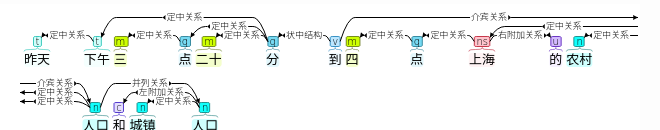 定中关系 定中关系 介宾关系 定中关系
定中关系 定中关系 定中关系 状中结构 定中关系 定中关系 右附加关系 定中关系
t t m q m q v m q ns u n
昨天 下午 三 点 二十 分 到 四 点 上海 的 农村
介宾关系 并列关系
定中关系 左附加关系
定中关系 定中关系
n c n n
人口 和 城镇 人口